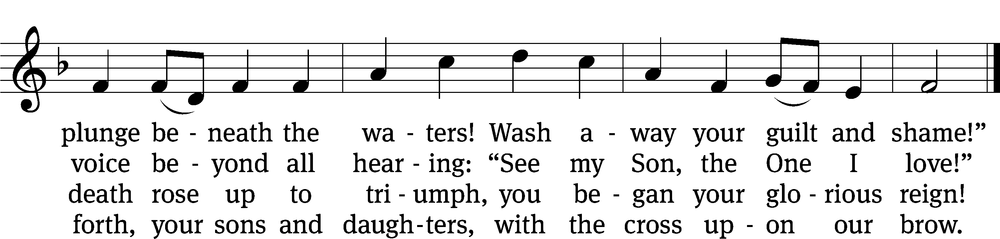 plunge be - neath the wa - ters! Wash a - way your guilt and shame!”
voice be - yond all hear - ing: “See my Son, the One I love!”
death rose up to tri - umph, you be - gan your glo - rious reign!
forth, your sons and daugh - ters, with the cross up - on our brow.